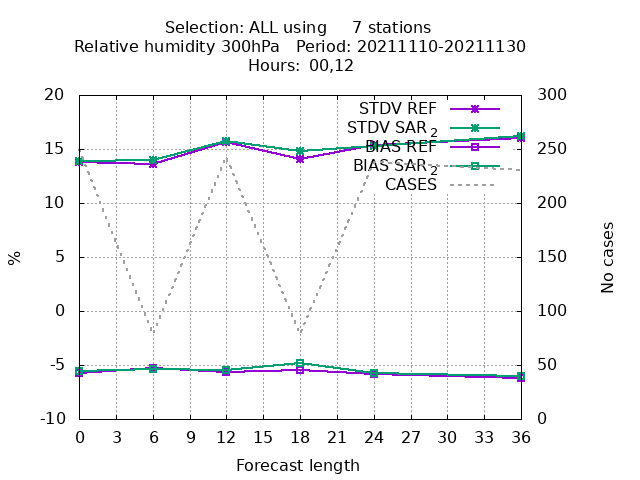 Selection: ALL using     7 stations
Relative humidity 300hPa   Period: 20211110-20211130
Hours: 00,12
20
15
10
5
0
-5
-10
%
300
250
200
150
100
50
0
No cases
STDV REF
STDV SAR 2
BIAS REF
BIAS SAR 2
CASES
0 3 6 9 12 15 18 21 24 27 30 33 36
Forecast length